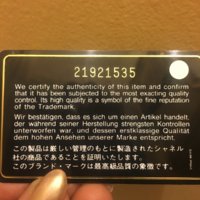 21921535
We certify the authenticity of this item and confirm
that it has been subjected to the most exacting quality
control. Its high quality is a symbol of the fine reputation
of the Trademark.
Wir bestätigen, dass es sich um einen Artikel handelt,
der während seiner Herstellung strengsten Kontrollen
unterworfen war, und dessen erstklassige Qualität
dem hohen Ansehen unserer Marke entspricht.
この製品は厳しい管理のもとに製造されたシャネル
社の商品であることを証明いたします。
このブランド・マークは最高級品質の象徴です。